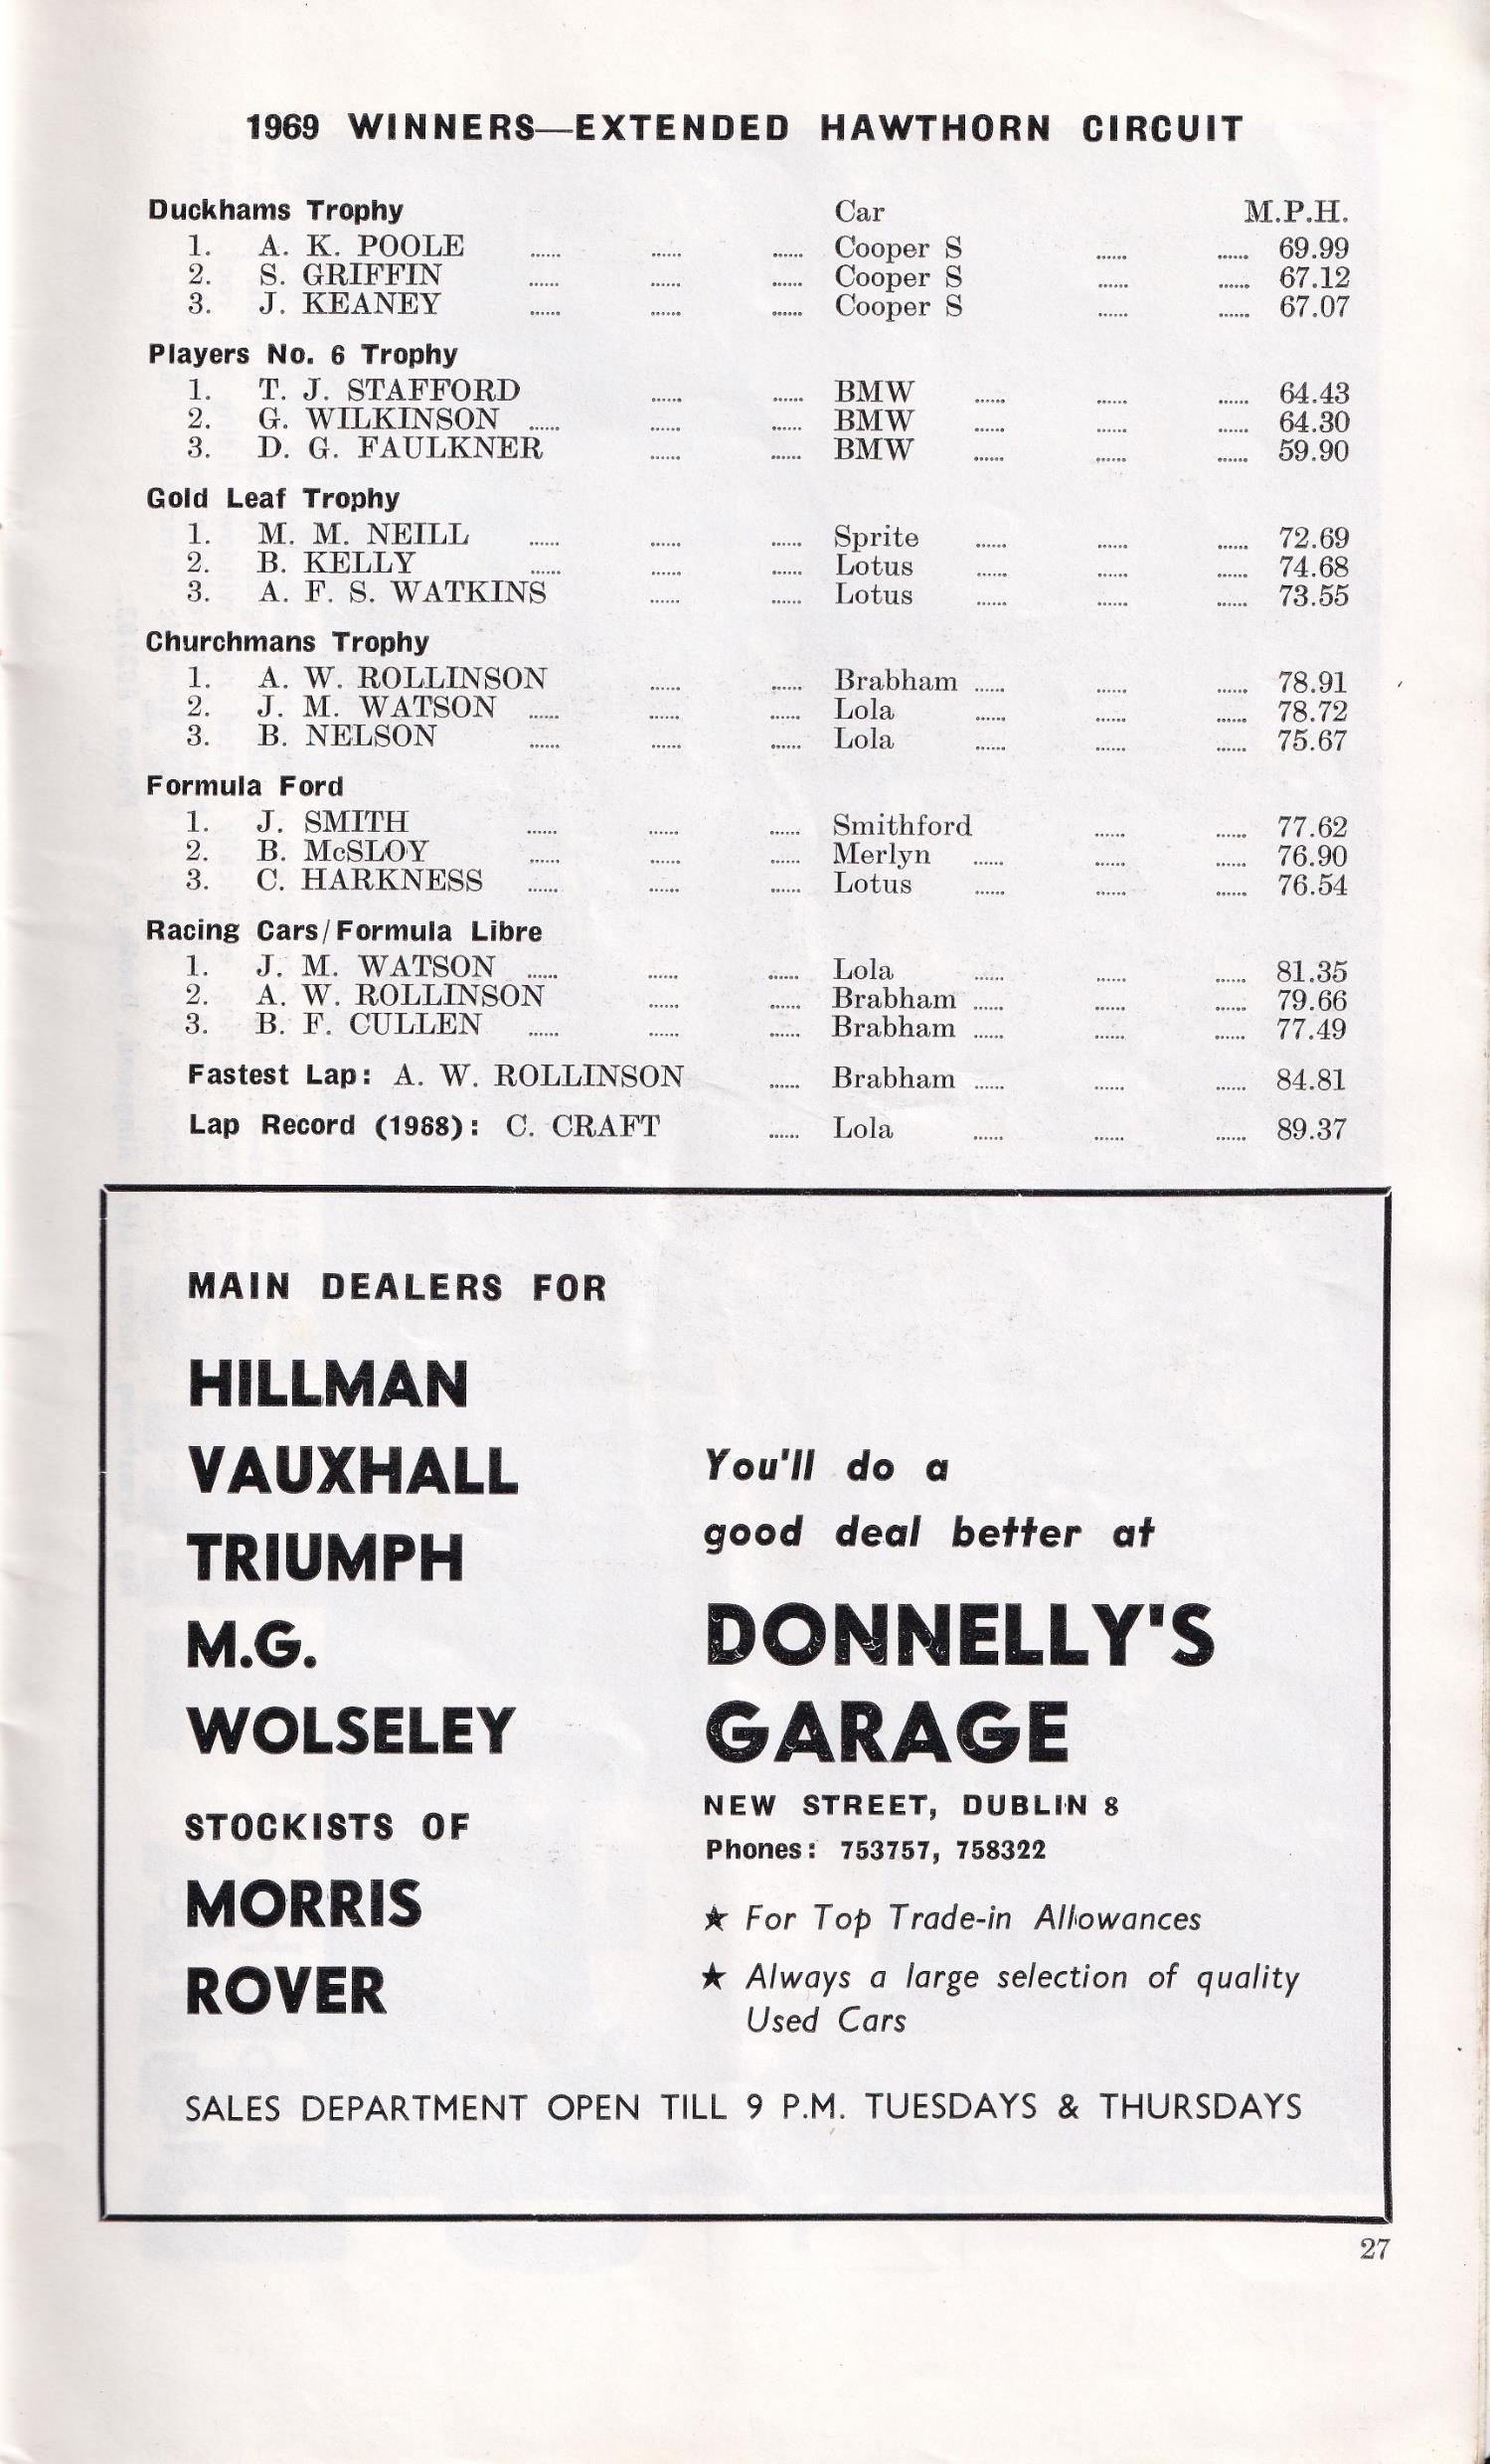 1969 WINNERS—EXTENDED HAWTHORN CIRCUIT
Duckhams Trophy Car M.P.H.
1. A. K. POOLE ...... ...... ...... Cooper S ...... ...... 69.99
2. S. GRIFFIN ...... ...... ...... Cooper S ...... ...... 67.12
3. J. KEANEY ...... ...... ...... Cooper S ...... ...... 67.07
Players No. 6 Trophy
1. T. J. STAFFORD ...... ...... BMW ...... ...... ...... 64.43
2. G. WILKINSON ...... ...... ...... BMW ...... ...... ...... 64.30
3. D. G. FAULKNER ...... ...... BMW ...... ...... ...... 59.90
Gold Leaf Trophy
1. M. M. NEILL ...... ...... ...... Sprite ...... ...... ...... 72.69
2. B. KELLY ...... ...... ...... Lotus ...... ...... ...... 74.68
3. A. F. S. WATKINS ...... ...... Lotus ...... ...... ...... 73.55
Churchmans Trophy
1. A. W. ROLLINSON ...... ...... Brabham ...... ...... ...... 78.91
2. J. M. WATSON ...... ...... ...... Lola ...... ...... ...... 78.72
3. B. NELSON ...... ...... ...... Lola ...... ...... ...... 75.67
Formula Ford
1. J. SMITH ...... ...... ...... Smithford ...... ...... 77.62
2. B. McSLOY ...... ...... ...... Merlyn ...... ...... ...... 76.90
3. C. HARKNESS ...... ...... ...... Lotus ...... ...... ...... 76.54
Racing Cars/Formula Libre
1. J. M. WATSON ...... ...... ...... Lola ...... ...... ...... 81.35
2. A. W. ROLLINSON ...... ...... Brabham ...... ...... ...... 79.66
3. B. F. CULLEN ...... ...... ...... Brabham ...... ...... ...... 77.49
Fastest Lap: A. W. ROLLINSON ...... Brabham ...... ...... ...... 84.81
Lap Record (1968): C. CRAFT ...... Lola ...... ...... ...... 89.37
MAIN DEALERS FOR
HILLMAN
VAUXHALL
TRIUMPH
M.G.
WOLSELEY
STOCKISTS OF
MORRIS
ROVER
You'll do a
good deal better at
DONNELLY'S
GARAGE
NEW STREET, DUBLIN 8
Phones: 753757, 758322
★ For Top Trade-in Allowances
★ Always a large selection of quality
Used Cars
SALES DEPARTMENT OPEN TILL 9 P.M. TUESDAYS & THURSDAYS
27